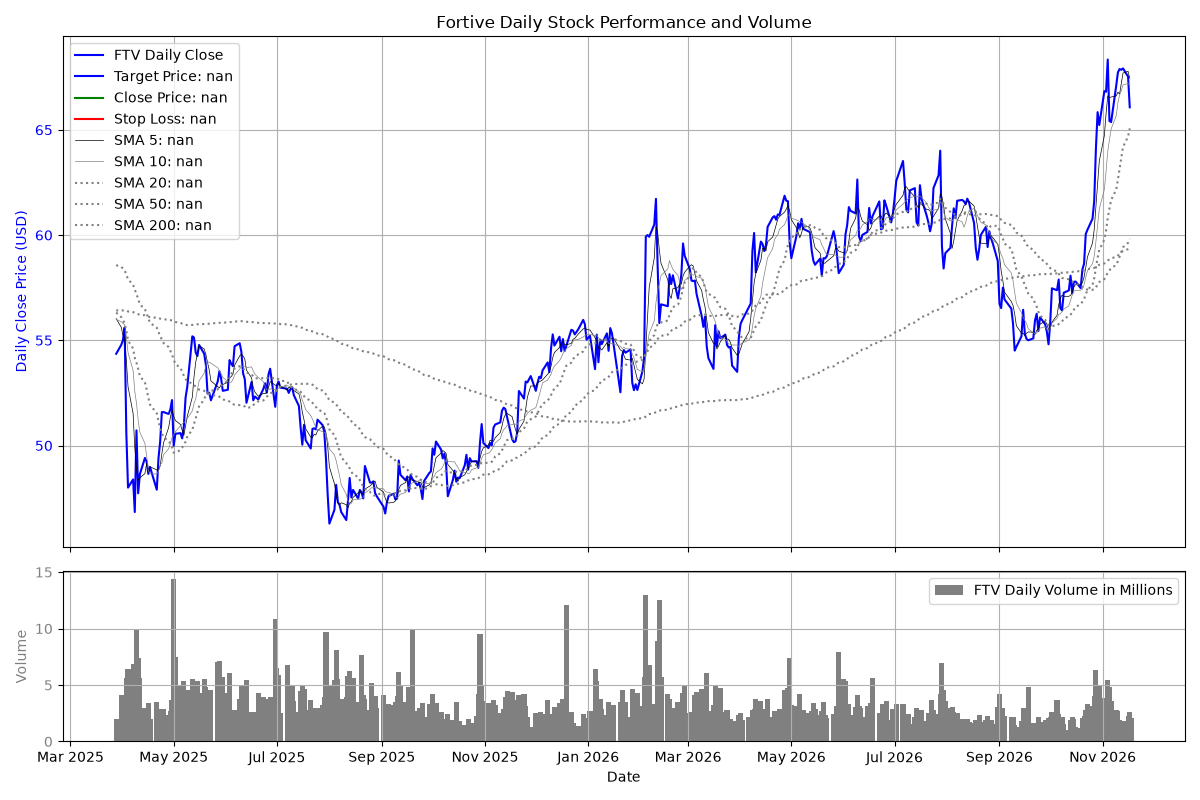 Fortive Daily Stock Performance and Volume
FTV Daily Close
Target Price: nan
Close Price: nan
Stop Loss: nan
SMA 5: nan
SMA 10: nan
SMA 20: nan
SMA 50: nan
SMA 200: nan
65
60
55
50
Daily Close Price (USD)
15
10
5
0
Volume
FTV Daily Volume in Millions
Mar 2025
May 2025
Jul 2025
Sep 2025
Nov 2025
Jan 2026
Mar 2026
May 2026
Jul 2026
Sep 2026
Nov 2026
Date